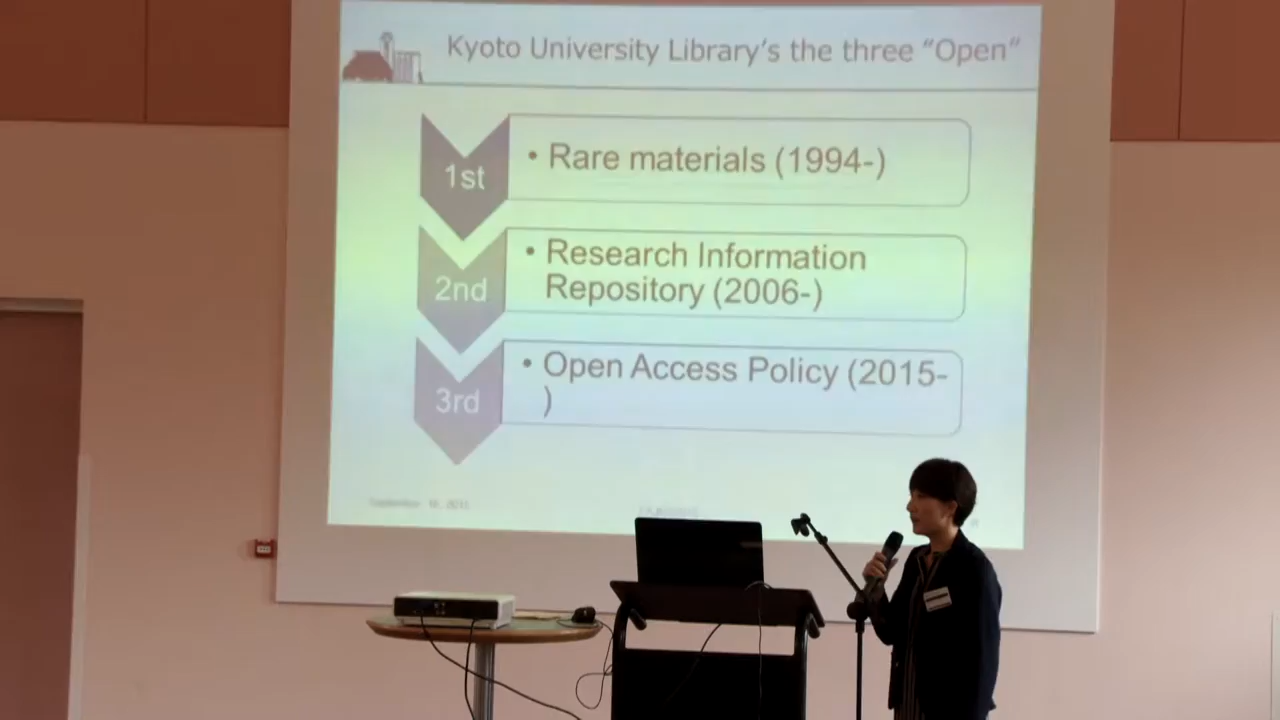 Kyoto University Library's the three “Open”
1st
• Rare materials (1994-)
2nd
• Research Information
Repository (2006-)
3rd
• Open Access Policy (2015-
)